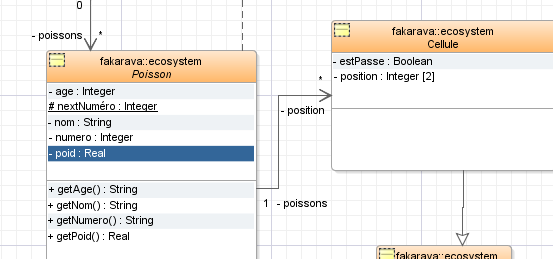 0
- poissons
*
fakarava::ecosystem
Poisson
- age : Integer
# nextNuméro : Integer
- nom : String
- numero : Integer
- poid : Real
+ getAge() : String
+ getNom() : String
+ getNumero() : String
+ getPoid() : Real
1 - poissons
*
- position
fakarava::ecosystem
Cellule
- estPasse : Boolean
- position : Integer [2]
fakarava::ecosystem